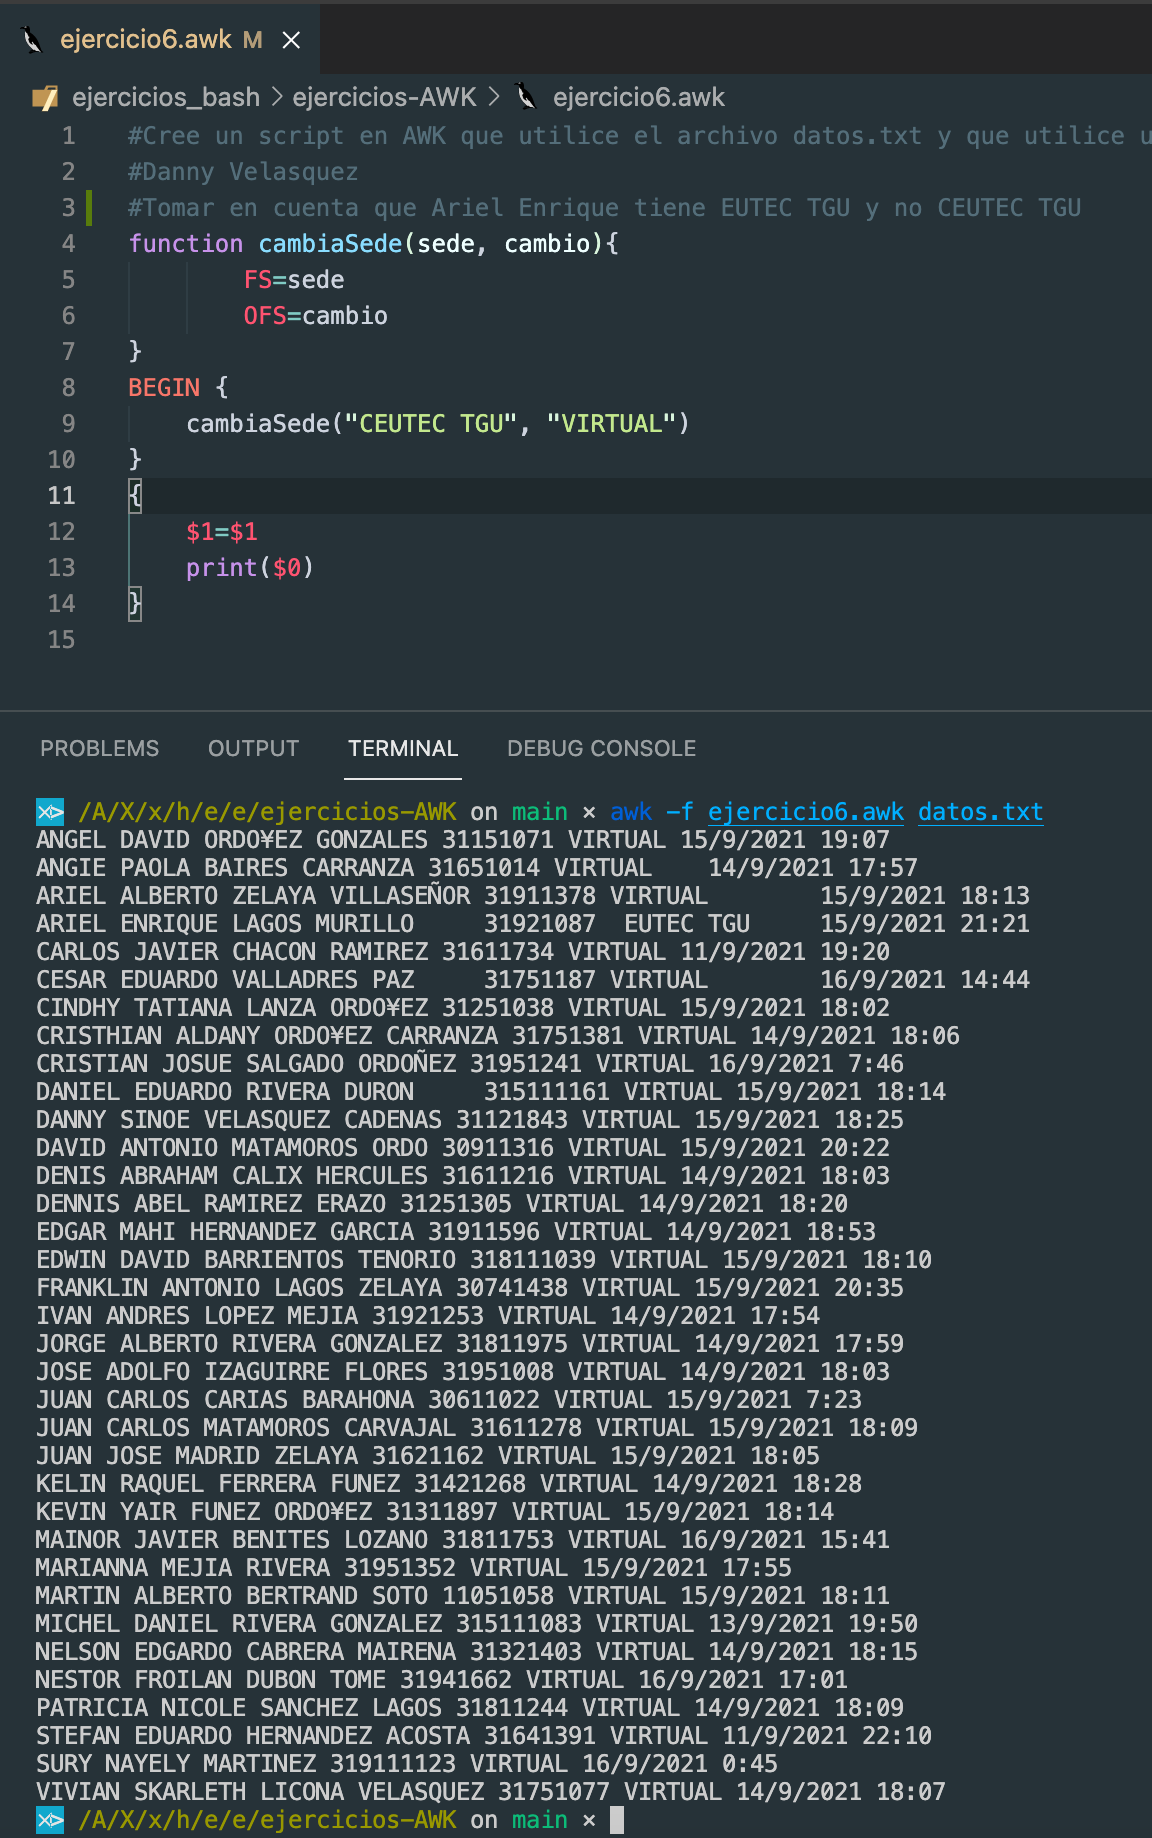 ejercicio6.awk M ×
ejercicios_bash > ejercicios-AWK > ejercicio6.awk
1 #Cree un script en AWK que utilice el archivo datos.txt y que utilice u
2 #Danny Velasquez
3 #Tomar en cuenta que Ariel Enrique tiene EUTEC TGU y no CEUTEC TGU
4 function cambiaSede(sede, cambio){
5 FS=sede
6 OFS=cambio
7 }
8 BEGIN {
9 cambiaSede("CEUTEC TGU", "VIRTUAL")
10 }
11 {
12 $1=$1
13 print($0)
14 }
15
PROBLEMS OUTPUT TERMINAL DEBUG CONSOLE
/A/X/x/h/e/e/ejercicios-AWK on main × awk -f ejercicio6.awk datos.txt
ANGEL DAVID ORDO¥EZ GONZALES 31151071 VIRTUAL 15/9/2021 19:07
ANGIE PAOLA BAIRES CARRANZA 31651014 VIRTUAL    14/9/2021 17:57
ARIEL ALBERTO ZELAYA VILLASEÑOR 31911378 VIRTUAL        15/9/2021 18:13
ARIEL ENRIQUE LAGOS MURILLO     31921087  EUTEC TGU     15/9/2021 21:21
CARLOS JAVIER CHACON RAMIREZ 31611734 VIRTUAL 11/9/2021 19:20
CESAR EDUARDO VALLADRES PAZ     31751187 VIRTUAL        16/9/2021 14:44
CINDHY TATIANA LANZA ORDO¥EZ 31251038 VIRTUAL 15/9/2021 18:02
CRISTHIAN ALDANY ORDO¥EZ CARRANZA 31751381 VIRTUAL 14/9/2021 18:06
CRISTIAN JOSUE SALGADO ORDOÑEZ 31951241 VIRTUAL 16/9/2021 7:46
DANIEL EDUARDO RIVERA DURON     315111161 VIRTUAL 15/9/2021 18:14
DANNY SINOE VELASQUEZ CADENAS 31121843 VIRTUAL 15/9/2021 18:25
DAVID ANTONIO MATAMOROS ORDO 30911316 VIRTUAL 15/9/2021 20:22
DENIS ABRAHAM CALIX HERCULES 31611216 VIRTUAL 14/9/2021 18:03
DENNIS ABEL RAMIREZ ERAZO 31251305 VIRTUAL 14/9/2021 18:20
EDGAR MAHI HERNANDEZ GARCIA 31911596 VIRTUAL 14/9/2021 18:53
EDWIN DAVID BARRIENTOS TENORIO 318111039 VIRTUAL 15/9/2021 18:10
FRANKLIN ANTONIO LAGOS ZELAYA 30741438 VIRTUAL 15/9/2021 20:35
IVAN ANDRES LOPEZ MEJIA 31921253 VIRTUAL 14/9/2021 17:54
JORGE ALBERTO RIVERA GONZALEZ 31811975 VIRTUAL 14/9/2021 17:59
JOSE ADOLFO IZAGUIRRE FLORES 31951008 VIRTUAL 14/9/2021 18:03
JUAN CARLOS CARIAS BARAHONA 30611022 VIRTUAL 15/9/2021 7:23
JUAN CARLOS MATAMOROS CARVAJAL 31611278 VIRTUAL 15/9/2021 18:09
JUAN JOSE MADRID ZELAYA 31621162 VIRTUAL 15/9/2021 18:05
KELIN RAQUEL FERRERA FUNEZ 31421268 VIRTUAL 14/9/2021 18:28
KEVIN YAIR FUNEZ ORDO¥EZ 31311897 VIRTUAL 15/9/2021 18:14
MAINOR JAVIER BENITES LOZANO 31811753 VIRTUAL 16/9/2021 15:41
MARIANNA MEJIA RIVERA 31951352 VIRTUAL 15/9/2021 17:55
MARTIN ALBERTO BERTRAND SOTO 11051058 VIRTUAL 15/9/2021 18:11
MICHEL DANIEL RIVERA GONZALEZ 315111083 VIRTUAL 13/9/2021 19:50
NELSON EDGARDO CABRERA MAIRENA 31321403 VIRTUAL 14/9/2021 18:15
NESTOR FROILAN DUBON TOME 31941662 VIRTUAL 16/9/2021 17:01
PATRICIA NICOLE SANCHEZ LAGOS 31811244 VIRTUAL 14/9/2021 18:09
STEFAN EDUARDO HERNANDEZ ACOSTA 31641391 VIRTUAL 11/9/2021 22:10
SURY NAYELY MARTINEZ 319111123 VIRTUAL 16/9/2021 0:45
VIVIAN SKARLETH LICONA VELASQUEZ 31751077 VIRTUAL 14/9/2021 18:07
/A/X/x/h/e/e/ejercicios-AWK on main ×